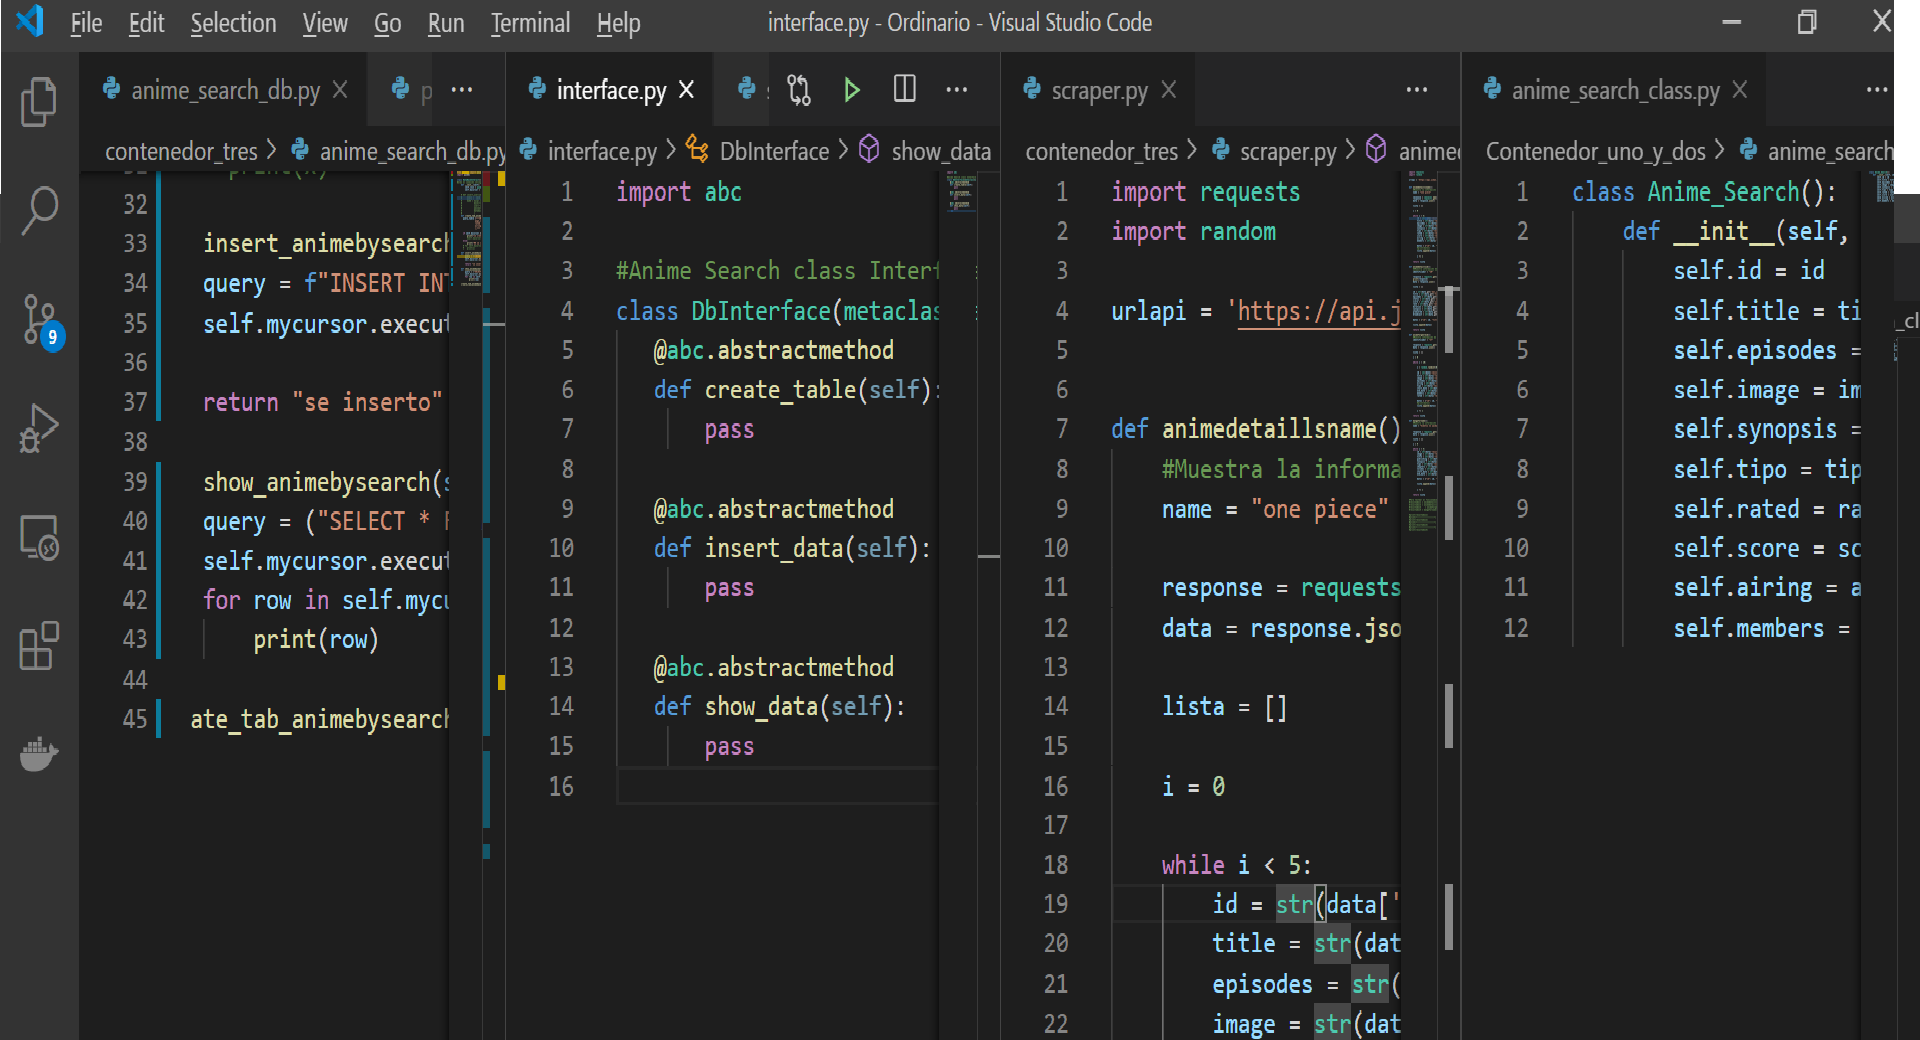 File Edit Selection View Go Run Terminal Help
interface.py - Ordinario - Visual Studio Code
anime_search_db.py
contenedor_tres > anime_search_db.py
32
33 insert_animebysearch
34 query = f"INSERT INT
35 self.mycursor.execut
36
37 return "se inserto"
38
39 show_animebysearch(s
40 query = ("SELECT * F
41 self.mycursor.execut
42 for row in self.mycu
43 print(row)
44
45 ate_tab_animebysearch
9
interface.py
interface.py > DbInterface > show_data
1 import abc
2
3 #Anime Search class Interf
4 class DbInterface(metaclas
5 @abc.abstractmethod
6 def create_table(self):
7 pass
8
9 @abc.abstractmethod
10 def insert_data(self):
11 pass
12
13 @abc.abstractmethod
14 def show_data(self):
15 pass
16
scraper.py
contenedor_tres > scraper.py > animed
1 import requests
2 import random
3
4 urlapi = 'https://api.j
5
6
7 def animedetaillsname()
8 #Muestra la informa
9 name = "one piece"
10
11 response = requests
12 data = response.jso
13
14 lista = []
15
16 i = 0
17
18 while i < 5:
19 id = str(data['
20 title = str(dat
21 episodes = str(
22 image = str(dat
anime_search_class.py
Contenedor_uno_y_dos > anime_search
1 class Anime_Search():
2 def __init__(self,
3 self.id = id
4 self.title = ti
5 self.episodes =
6 self.image = im
7 self.synopsis =
8 self.tipo = tip
9 self.rated = ra
10 self.score = sc
11 self.airing = a
12 self.members =
_cl